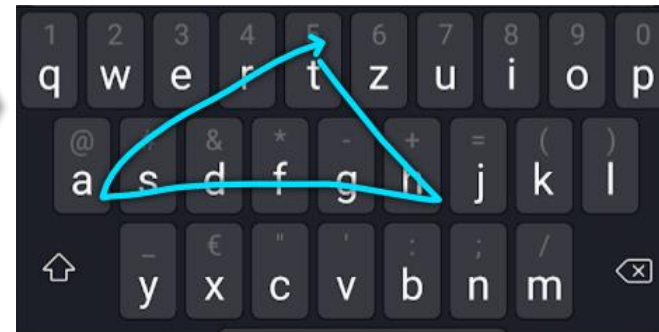 1 2 3 4 5 6 7 8 9 0
q w e r t z u i o p
@ # & * - + = ( )
a s d f g h j k l
_ € " ' : ; /
y x c v b n m